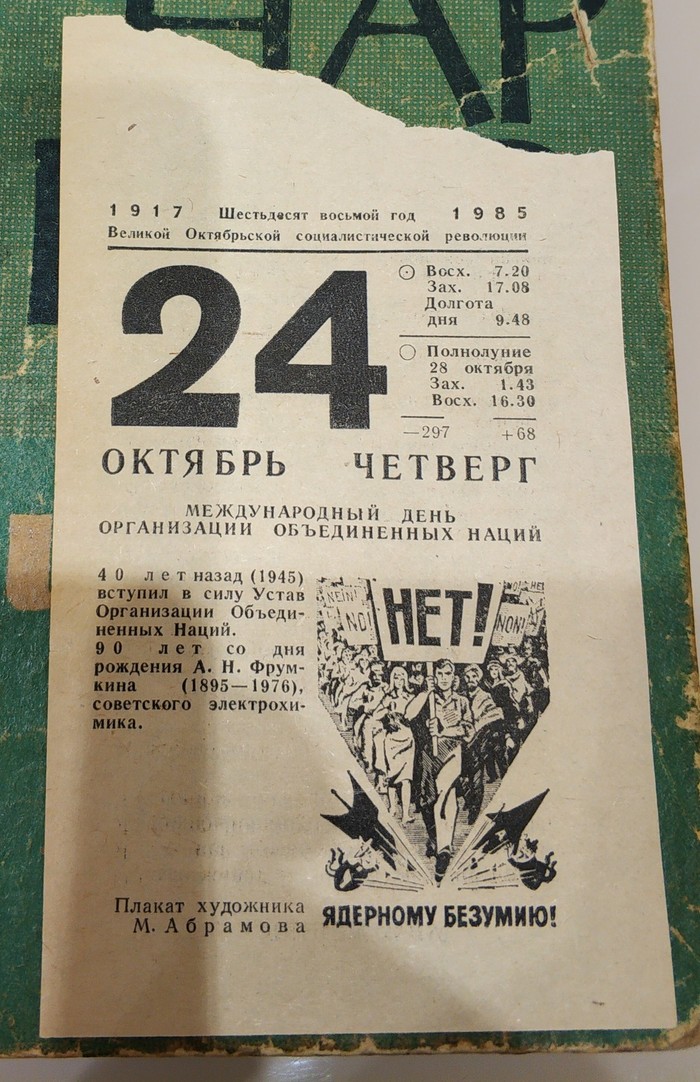 НАР
1917 Шестьдесят восьмой год 1985
Великой Октябрьской социалистической революции
24
Восх. 7.20
Зах. 17.08
Долгота
дня 9.48
Полнолуние
28 октября
Зах. 1.43
Восх. 16.30
—297 +68
ОКТЯБРЬ ЧЕТВЕРГ
МЕЖДУНАРОДНЫЙ ДЕНЬ
ОРГАНИЗАЦИИ ОБЪЕДИНЕННЫХ НАЦИЙ
40 лет назад (1945)
вступил в силу Устав
Организации Объеди-
ненных Наций.
90 лет со дня
рождения А. Н. Фрум-
кина (1895—1976),
советского электрохи-
мика.
NEIN!
NO!
НЕТ!
NON!
Плакат художника
М. Абрамова
ЯДЕРНОМУ БЕЗУМИЮ!